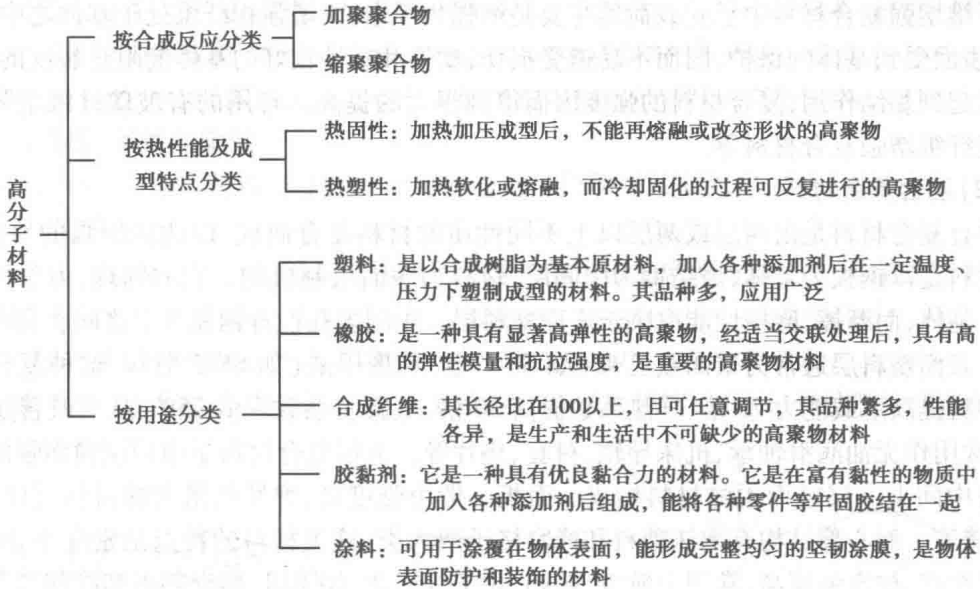 高分子材料
按合成反应分类
加聚聚合物
缩聚聚合物
按热性能及成
型特点分类
热固性：加热加压成型后，不能再熔融或改变形状的高聚物
热塑性：加热软化或熔融，而冷却固化的过程可反复进行的高聚物
按用途分类
塑料：是以合成树脂为基本原材料，加入各种添加剂后在一定温度、
压力下塑制成型的材料。其品种多，应用广泛
橡胶：是一种具有显著高弹性的高聚物，经适当交联处理后，具有高
的弹性模量和抗拉强度，是重要的高聚物材料
合成纤维：其长径比在100以上，且可任意调节，其品种繁多，性能
各异，是生产和生活中不可缺少的高聚物材料
胶黏剂：它是一种具有优良黏合力的材料。它是在富有黏性的物质中
加入各种添加剂后组成，能将各种零件等牢固胶结在一起
涂料：可用于涂覆在物体表面，能形成完整均匀的坚韧涂膜，是物体
表面防护和装饰的材料